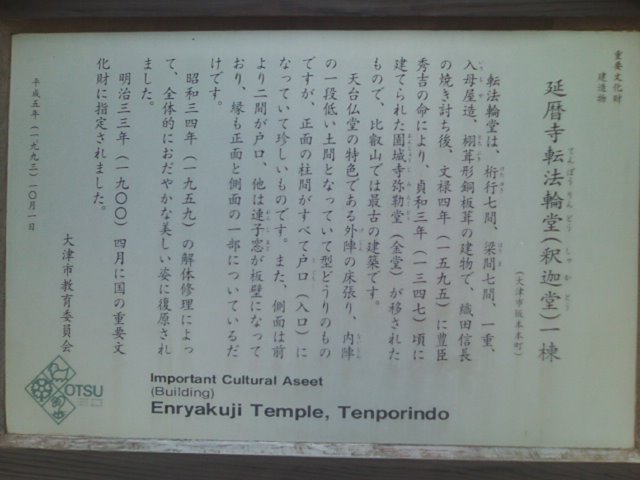 重要文化財
建造物
延暦寺転法輪堂(釈迦堂)一棟
てんぽうりんどう しゃかどう
(大津市坂本本町)
転法輪堂は、桁行七間、梁間七間、一重、
入母屋造、栩葺形銅板葺の建物で、織田信長
の焼き討ち後、文禄四年(一五九五)に豊臣
秀吉の命により、貞和三年(一三四七)頃に
建てられた園城寺弥勒堂(金堂)が移された
もので、比叡山では最古の建築です。
天台仏堂の特色である外陣の床張り、内陣
の一段低い土間となっていて型どうりのもの
ですが、正面の柱間がすべて戸口(入口)に
なっていて珍しいものです。また、側面は前
より二間が戸口、他は連子窓が板壁になって
おり、縁も正面と側面の一部についているだ
けです。
昭和三四年(一九五九)の解体修理によっ
て、全体的におだやかな美しい姿に復原され
ました。
明治三三年(一九〇〇)四月に国の重要文
化財に指定されました。
平成五年(一九九三)一〇月一日
大津市教育委員会
OTSU
Important Cultural Aseet
(Building)
Enryakuji Temple, Tenporindo